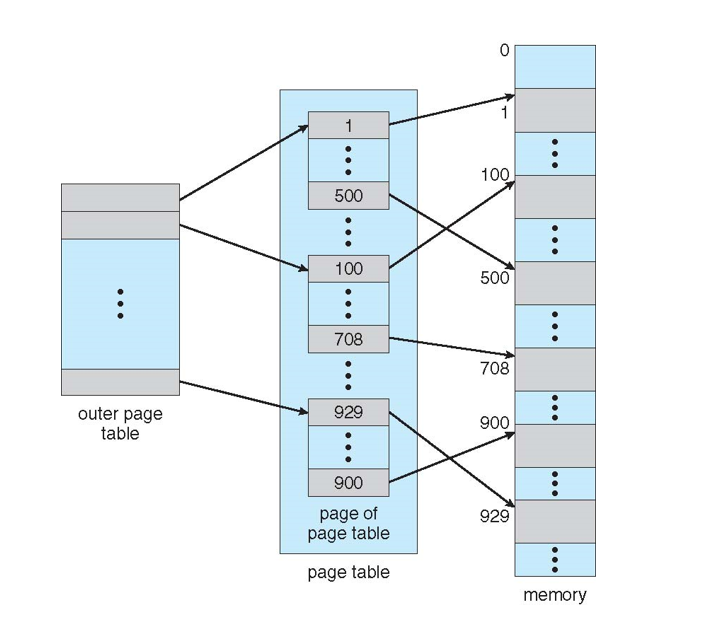 outer page
table
1
500
100
708
929
900
page of
page table
page table
0
1
100
500
708
900
929
memory